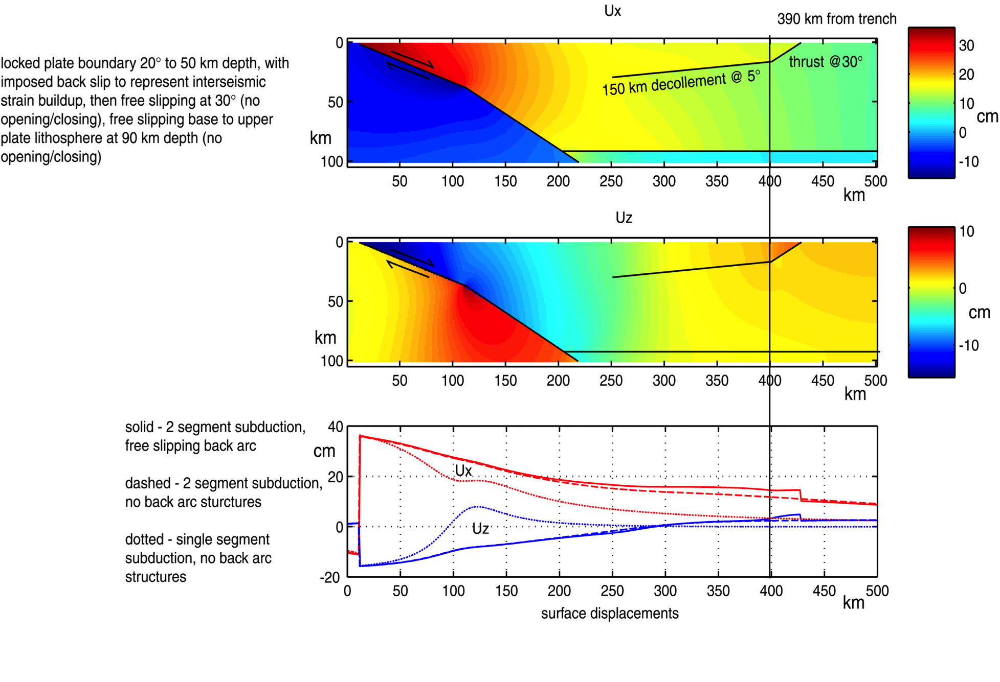 Ux
390 km from trench
locked plate boundary 20° to 50 km depth, with
imposed back slip to represent interseismic
strain buildup, then free slipping at 30° (no
opening/closing), free slipping base to upper
plate lithosphere at 90 km depth (no
opening/closing)
0
50
km
100
thrust @30°
150 km decollement @ 5°
50 100 150 200 250 300 350 400 450 500
km
30
20
10
0
-10
cm
Uz
0
50
km
100
50 100 150 200 250 300 350 400 450 500
km
10
0
-10
cm
solid - 2 segment subduction,
free slipping back arc
dashed - 2 segment subduction,
no back arc sturctures
dotted - single segment
subduction, no back arc
structures
40
cm
20
0
-20
Ux
Uz
0 50 100 150 200 250 300 350 400 450 500
km
surface displacements